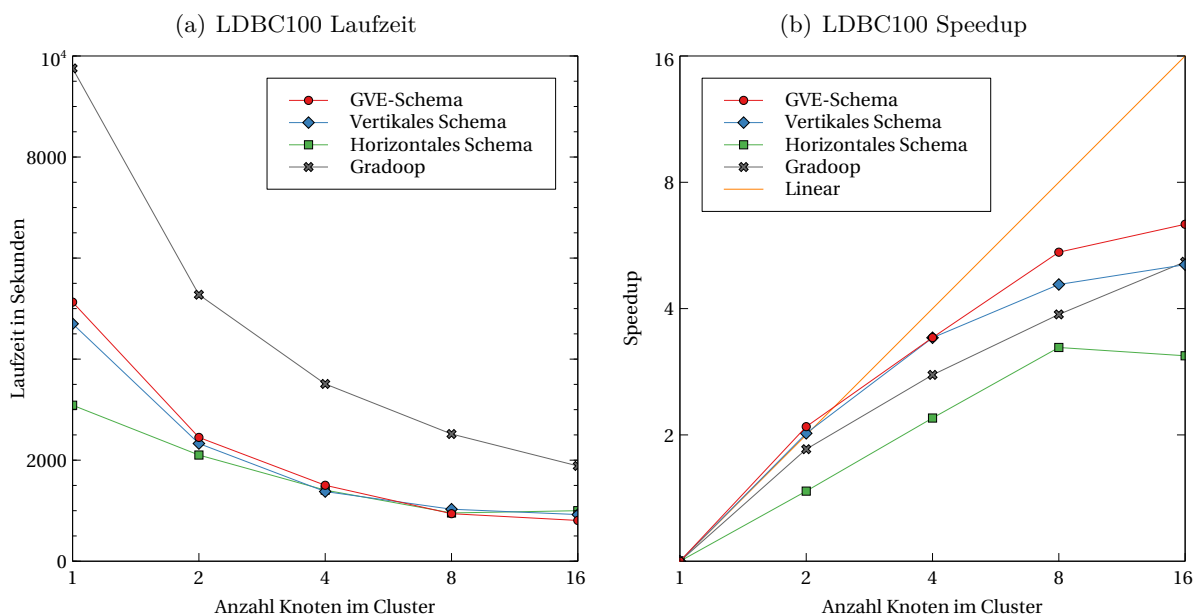 (a) LDBC100 Laufzeit
10⁴
8000
2000
0
Laufzeit in Sekunden
GVE-Schema
Vertikales Schema
Horizontales Schema
Gradoop
1 2 4 8 16
Anzahl Knoten im Cluster
(b) LDBC100 Speedup
16
8
4
2
Speedup
GVE-Schema
Vertikales Schema
Horizontales Schema
Gradoop
Linear
1 2 4 8 16
Anzahl Knoten im Cluster